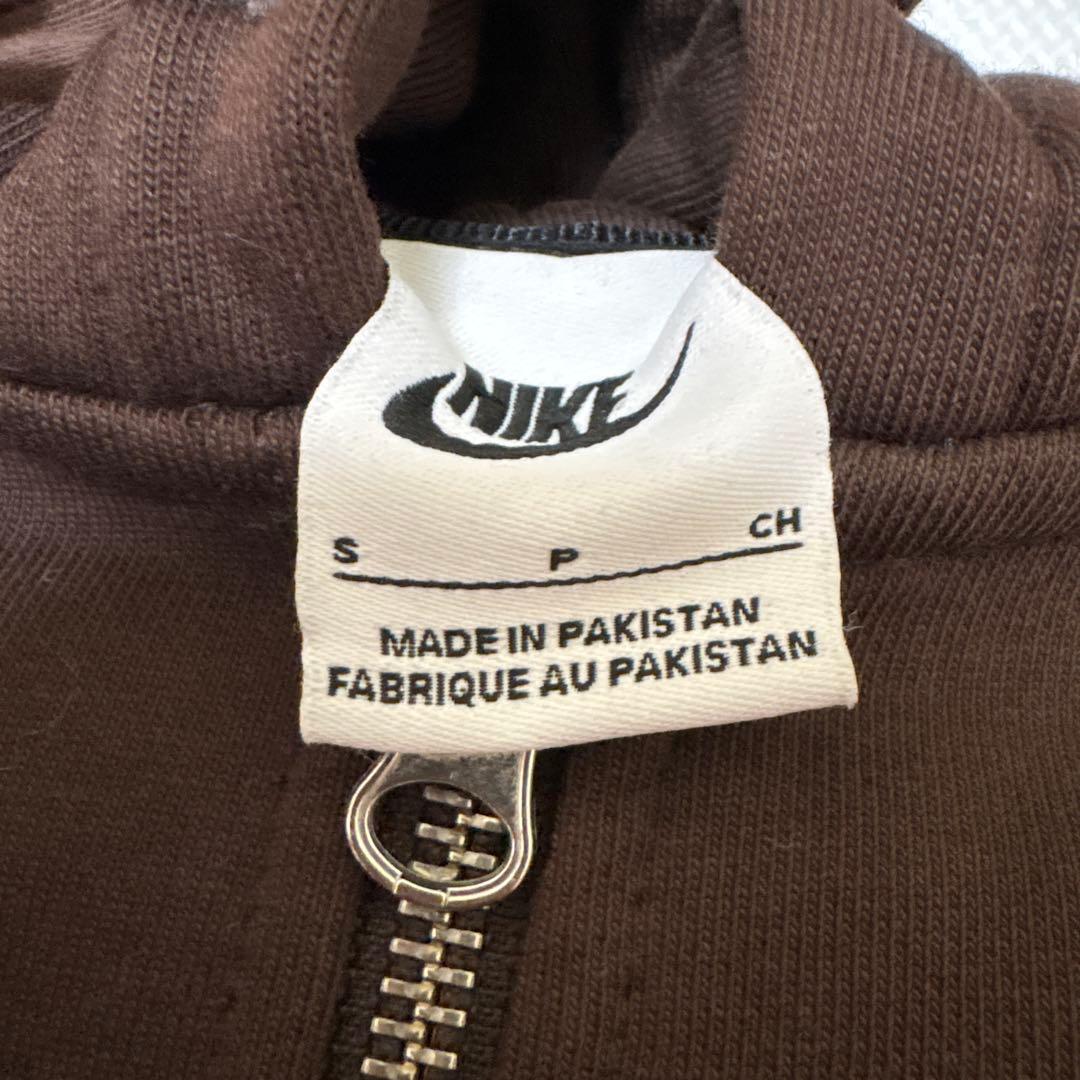 NIKE
S P CH
MADE IN PAKISTAN
FABRIQUE AU PAKISTAN